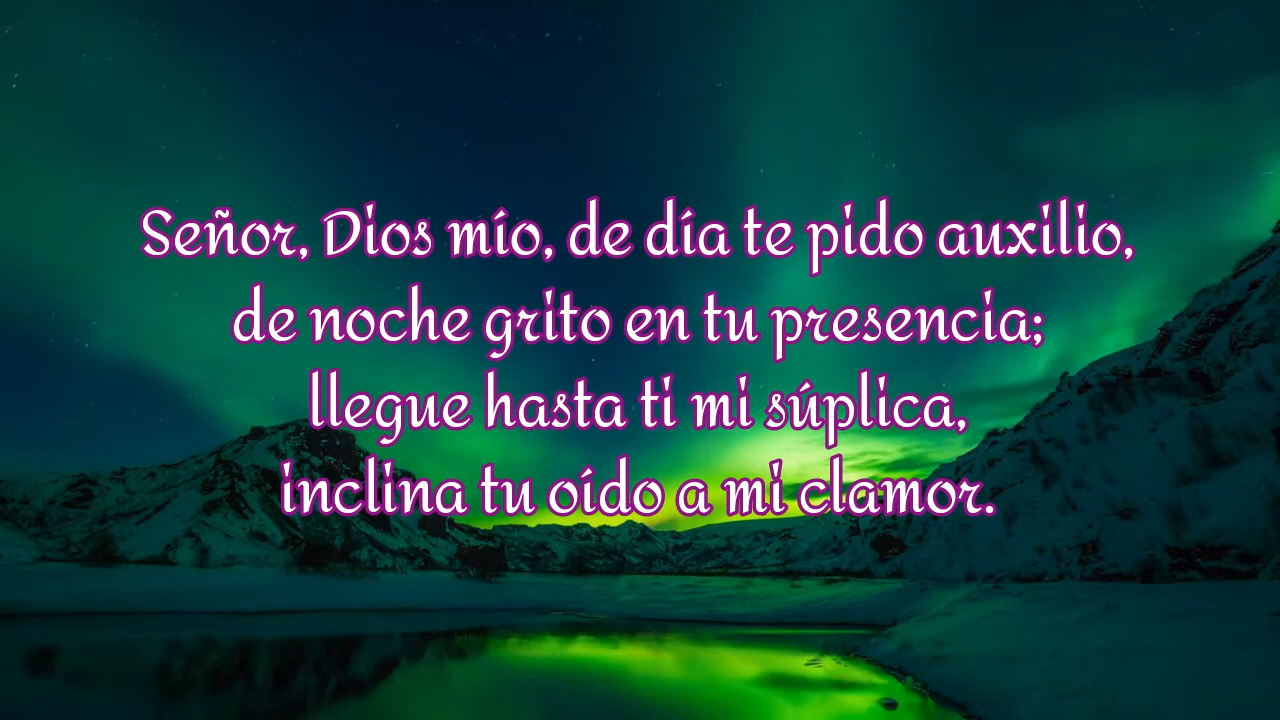 Señor, Dios mío, de día te pido auxilio,
de noche grito en tu presencia;
llegue hasta ti mi súplica,
inclina tu oído a mi clamor.